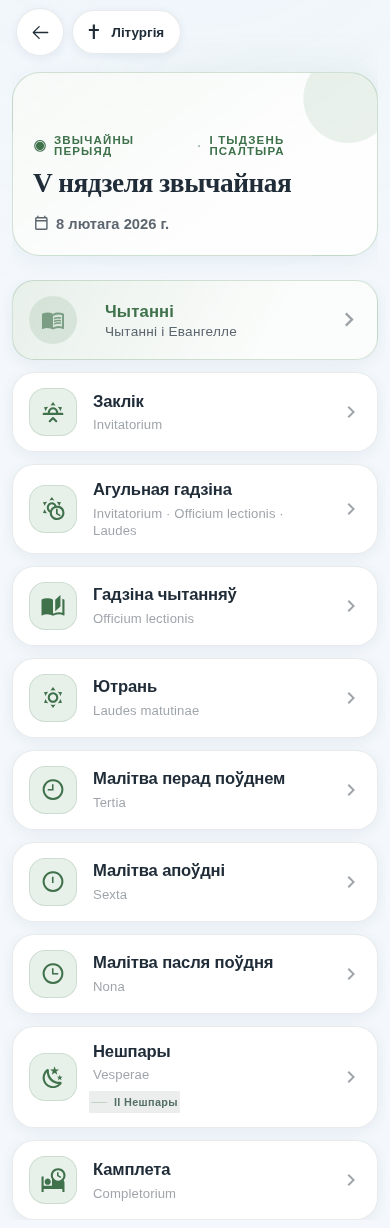 Літургія
ЗВЫЧАЙНЫ ПЕРЫЯД · І ТЫДЗЕНЬ ПСАЛТЫРА
V нядзеля звычайная
8 лютага 2026 г.
Чытанні
Чытанні і Евангелле
Заклік
Invitatorium
Агульная гадзіна
Invitatorium · Officium lectionis ·
Laudes
Гадзіна чытанняў
Officium lectionis
Ютрань
Laudes matutinae
Малітва перад поўднем
Tertia
Малітва апоўдні
Sexta
Малітва пасля поўдня
Nona
Нешпары
Vesperae
ІІ Нешпары
Камплета
Completorium